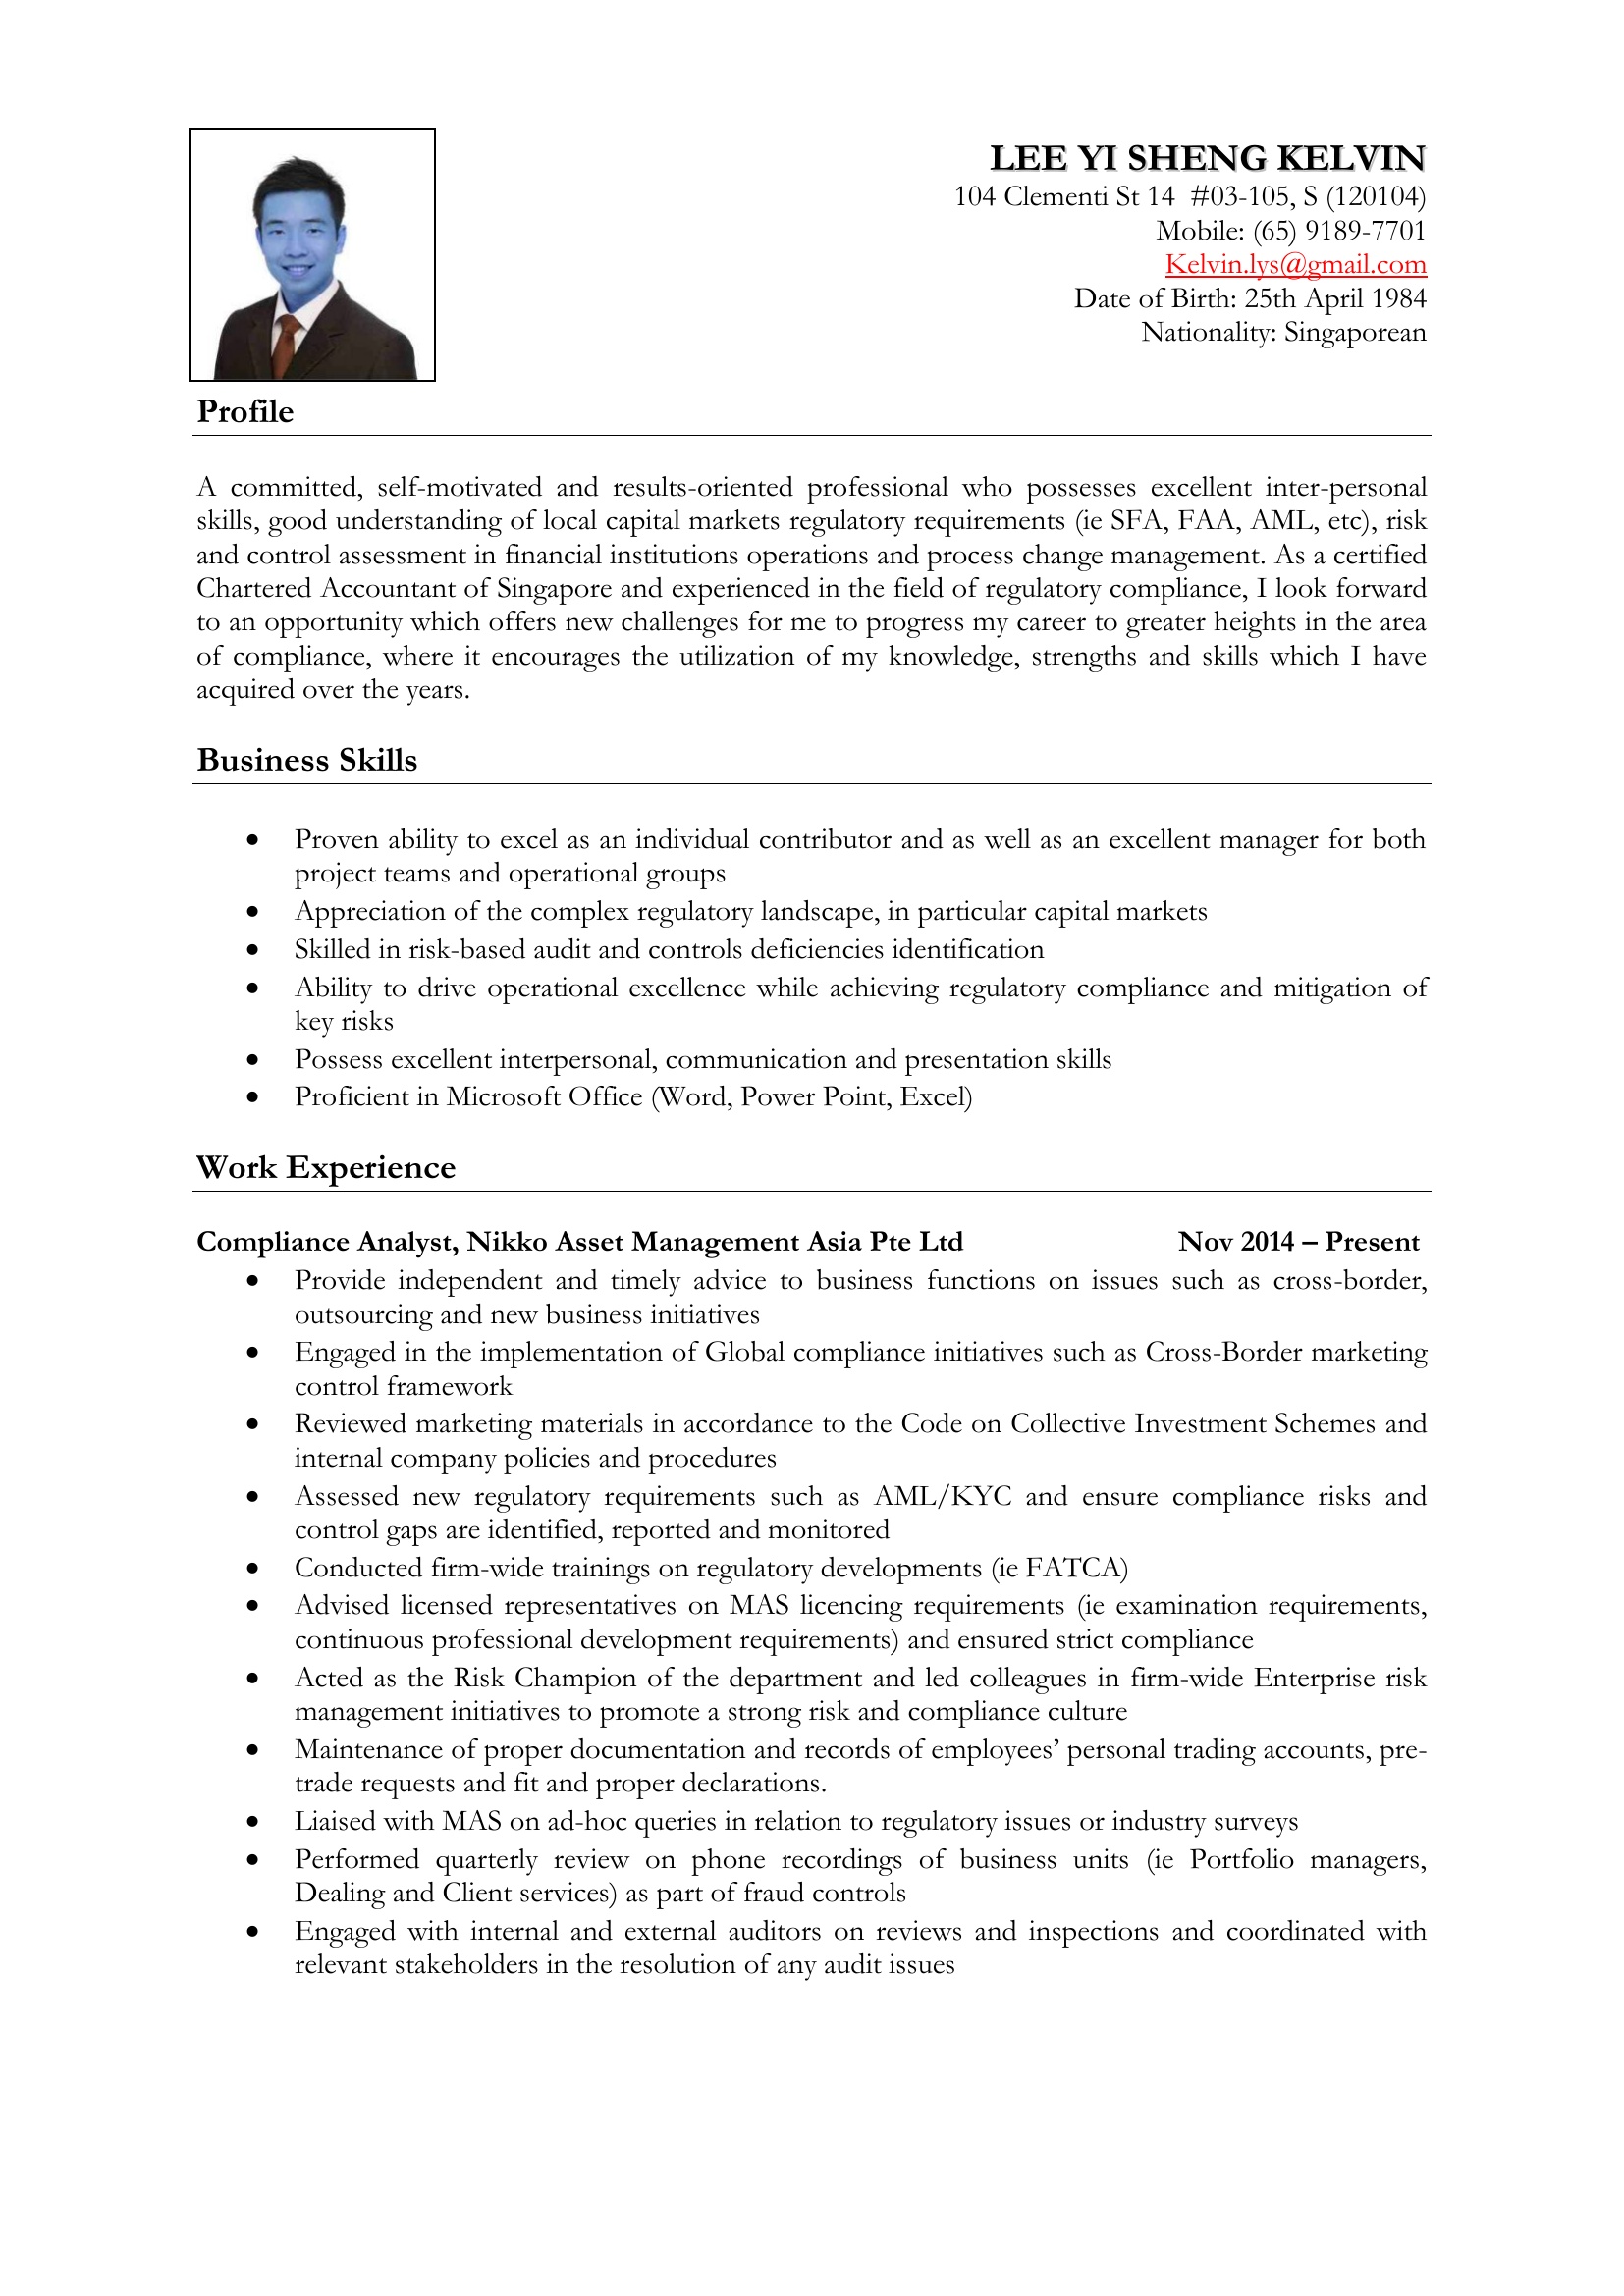 LEE YI SHENG KELVIN
104 Clementi St 14 #03-105, S (120104)
Mobile: (65) 9189-7701
Kelvin.lys@gmail.com
Date of Birth: 25th April 1984
Nationality: Singaporean
Profile
A committed, self-motivated and results-oriented professional who possesses excellent inter-personal
skills, good understanding of local capital markets regulatory requirements (ie SFA, FAA, AML, etc), risk
and control assessment in financial institutions operations and process change management. As a certified
Chartered Accountant of Singapore and experienced in the field of regulatory compliance, I look forward
to an opportunity which offers new challenges for me to progress my career to greater heights in the area
of compliance, where it encourages the utilization of my knowledge, strengths and skills which I have
acquired over the years.
Business Skills
• Proven ability to excel as an individual contributor and as well as an excellent manager for both
project teams and operational groups
• Appreciation of the complex regulatory landscape, in particular capital markets
• Skilled in risk-based audit and controls deficiencies identification
• Ability to drive operational excellence while achieving regulatory compliance and mitigation of
key risks
• Possess excellent interpersonal, communication and presentation skills
• Proficient in Microsoft Office (Word, Power Point, Excel)
Work Experience
Compliance Analyst, Nikko Asset Management Asia Pte Ltd Nov 2014 – Present
• Provide independent and timely advice to business functions on issues such as cross-border,
outsourcing and new business initiatives
• Engaged in the implementation of Global compliance initiatives such as Cross-Border marketing
control framework
• Reviewed marketing materials in accordance to the Code on Collective Investment Schemes and
internal company policies and procedures
• Assessed new regulatory requirements such as AML/KYC and ensure compliance risks and
control gaps are identified, reported and monitored
• Conducted firm-wide trainings on regulatory developments (ie FATCA)
• Advised licensed representatives on MAS licencing requirements (ie examination requirements,
continuous professional development requirements) and ensured strict compliance
• Acted as the Risk Champion of the department and led colleagues in firm-wide Enterprise risk
management initiatives to promote a strong risk and compliance culture
• Maintenance of proper documentation and records of employees’ personal trading accounts, pre-
trade requests and fit and proper declarations.
• Liaised with MAS on ad-hoc queries in relation to regulatory issues or industry surveys
• Performed quarterly review on phone recordings of business units (ie Portfolio managers,
Dealing and Client services) as part of fraud controls
• Engaged with internal and external auditors on reviews and inspections and coordinated with
relevant stakeholders in the resolution of any audit issues